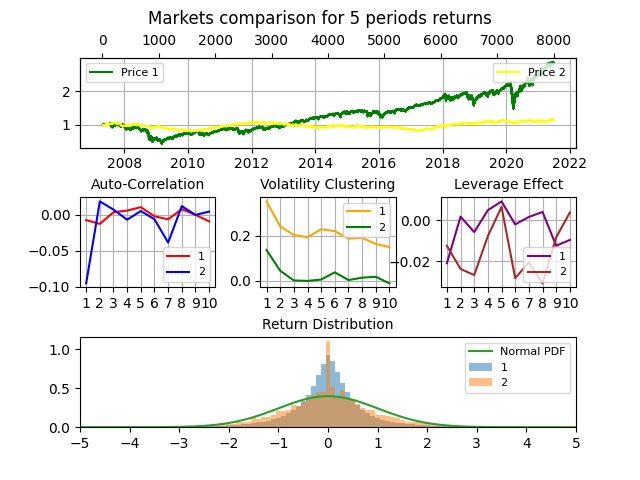 Markets comparison for 5 periods returns
0 1000 2000 3000 4000 5000 6000 7000 8000
Price 1 Price 2
2
1
2008 2010 2012 2014 2016 2018 2020 2022
Auto-Correlation Volatility Clustering Leverage Effect
0.00
−0.05
−0.10
1
2
1 2 3 4 5 6 7 8 9 10
0.2
0.0
1
2
1 2 3 4 5 6 7 8 9 10
0.00
−0.02
1
2
1 2 3 4 5 6 7 8 9 10
Return Distribution
1.0
0.5
0.0
Normal PDF
1
2
−5 −4 −3 −2 −1 0 1 2 3 4 5